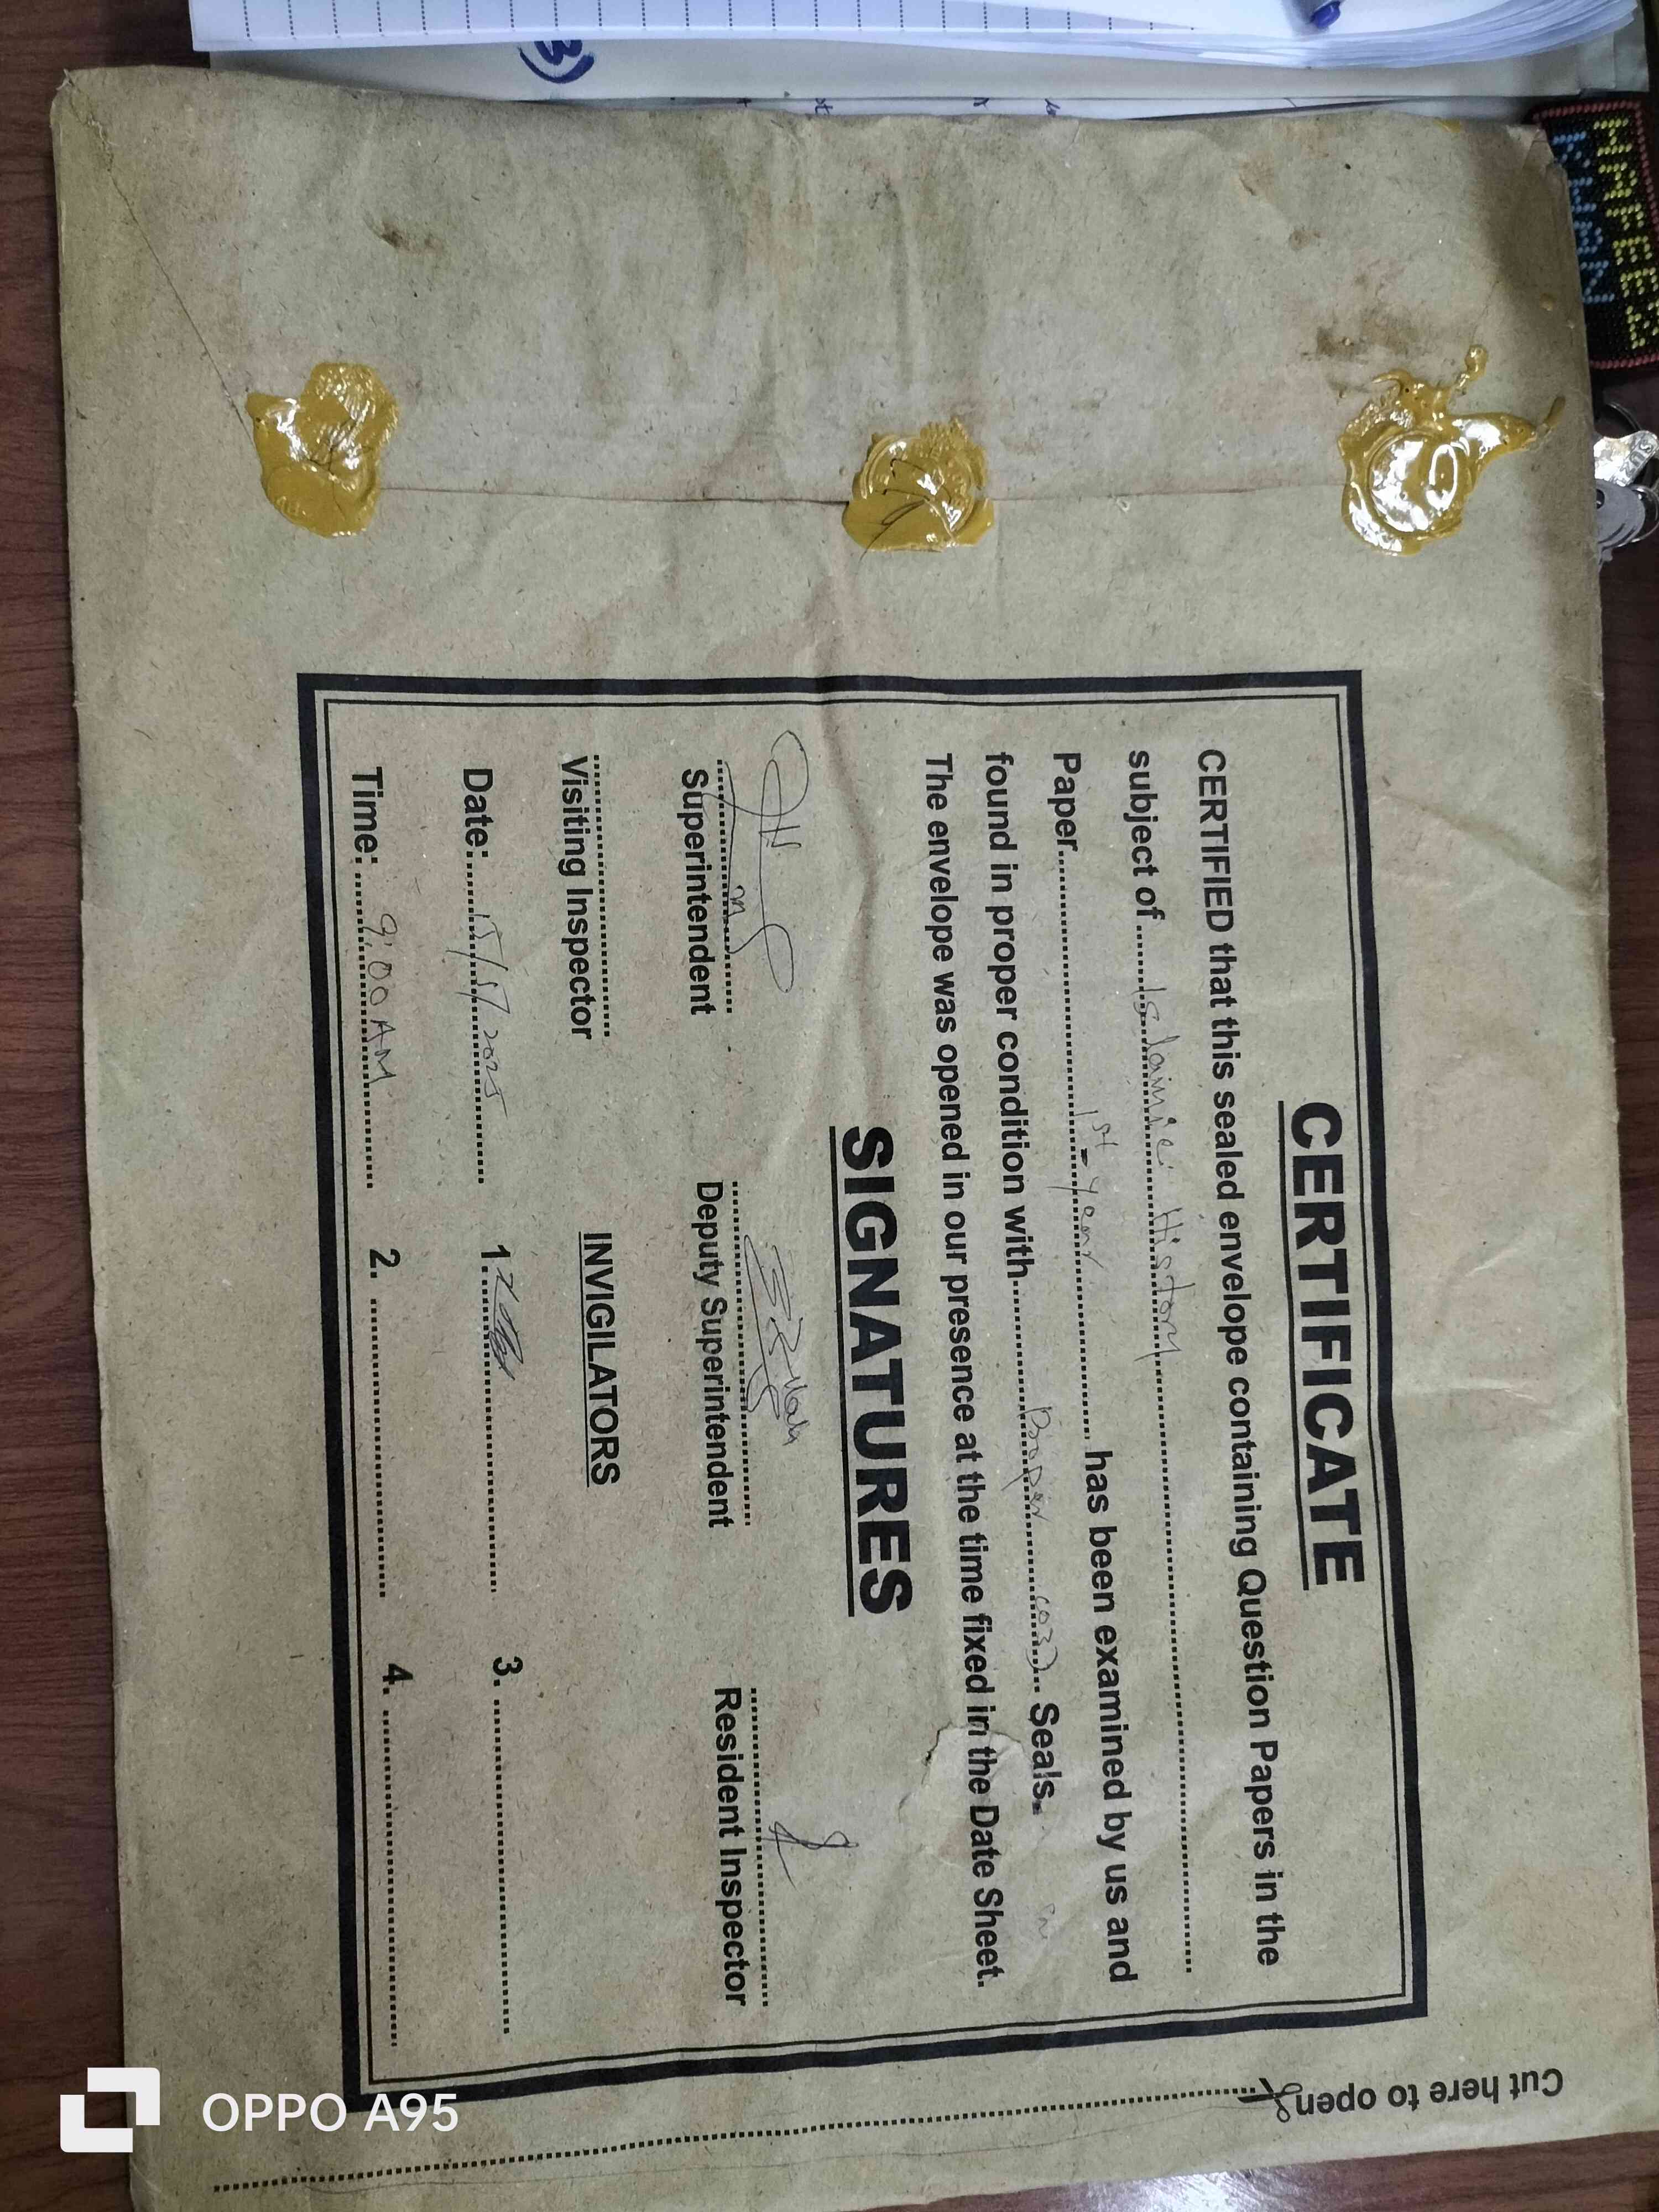 CERTIFICATE
CERTIFIED that this sealed envelope containing Question Papers in the
subject of Islamic History
Paper 1st-year has been examined by us and
found in proper condition with (03) Seals.
The envelope was opened in our presence at the time fixed in the Date Sheet.
SIGNATURES
Superintendent
Deputy Superintendent
Resident Inspector
Visiting Inspector
INVIGILATORS
Date: 15/5/2025
1.
3.
Time: 9:00 AM
2.
4.
Cut here to open
3)
OPPO A95